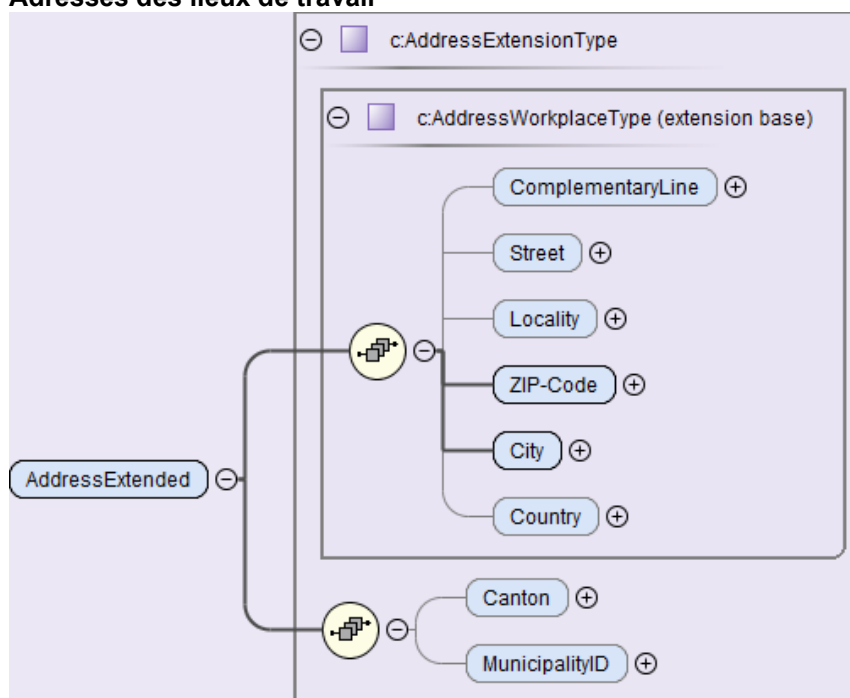 Adresses des lieux de travail
c:AddressExtensionType
c:AddressWorkplaceType (extension base)
ComplementaryLine
Street
Locality
ZIP-Code
City
AddressExtended
Country
Canton
MunicipalityID